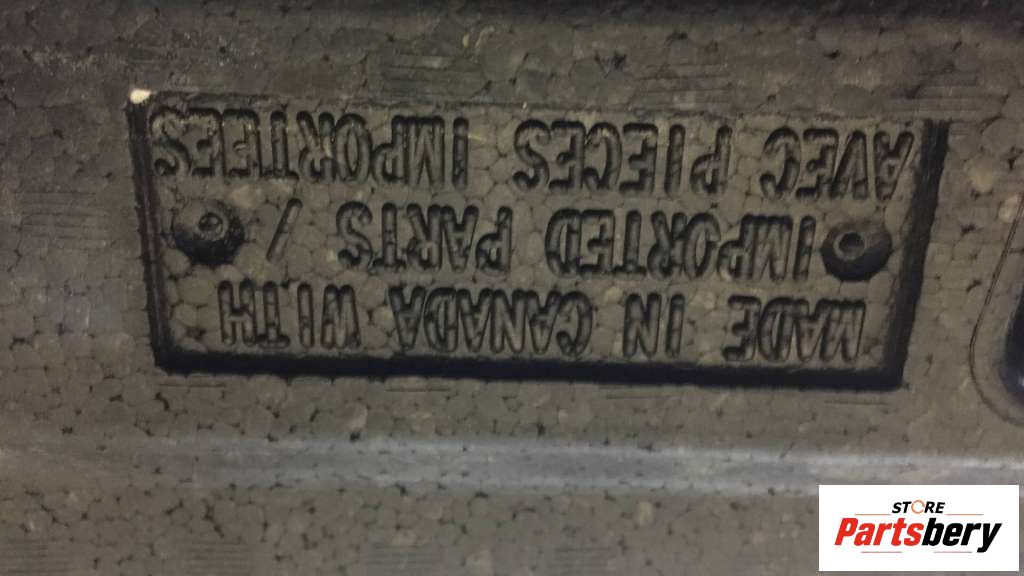 MADE IN CANADA WITH
IMPORTED PARTS /
AVEC PIECES IMPORTEES
STORE
Partsbery